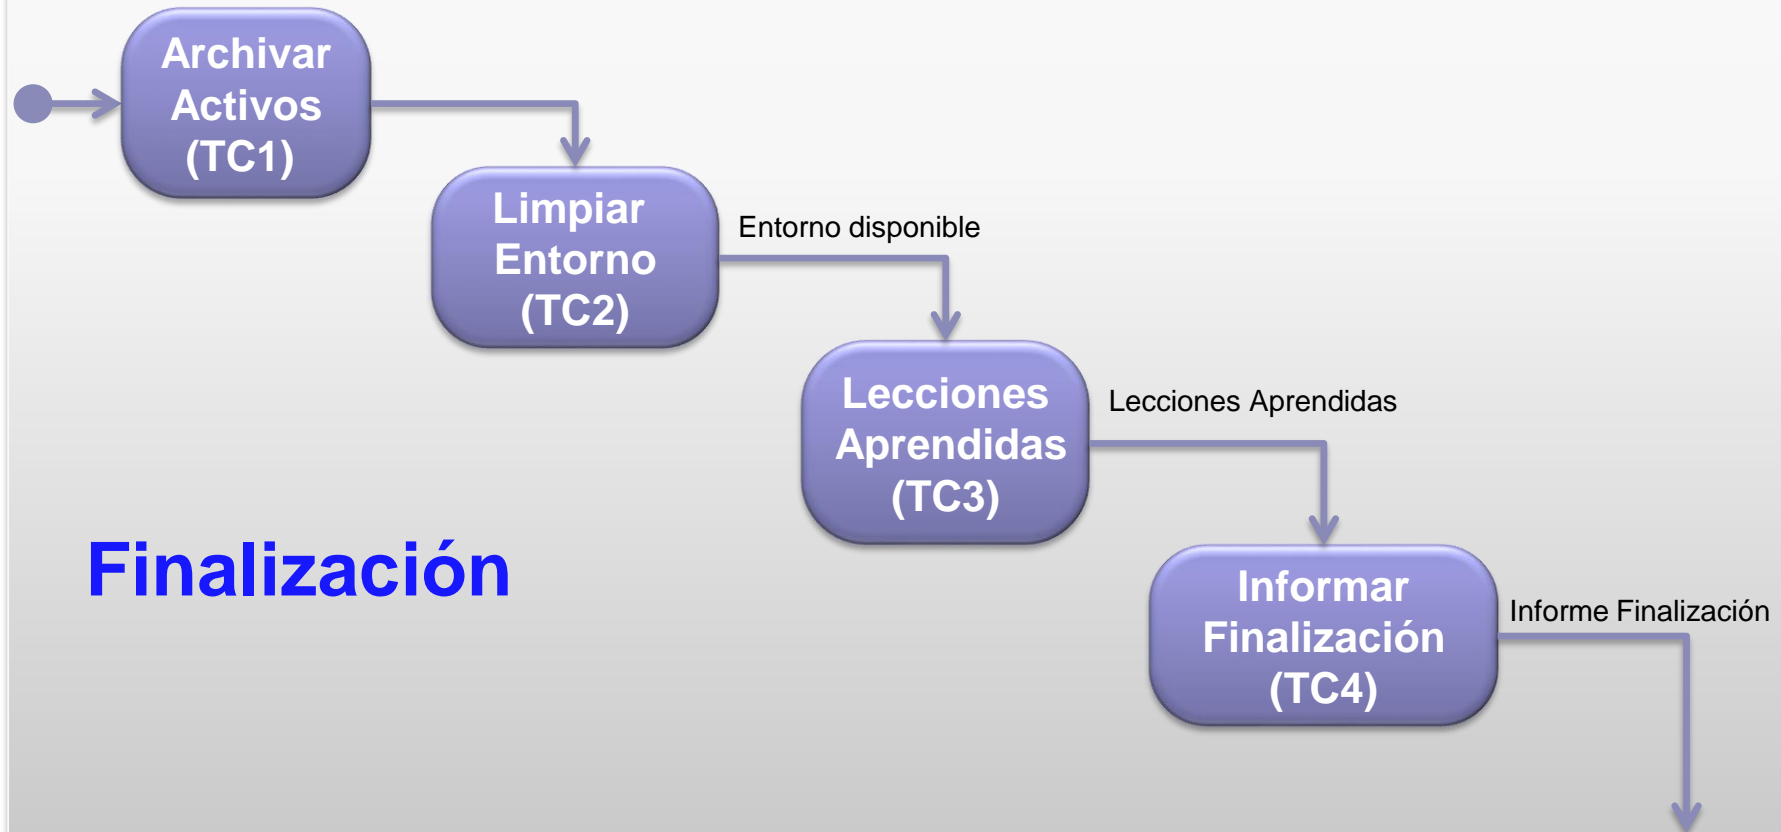 Archivar
Activos
(TC1)
Limpiar
Entorno
(TC2)
Entorno disponible
Lecciones
Aprendidas
(TC3)
Lecciones Aprendidas
Finalización
Informar
Finalización
(TC4)
Informe Finalización